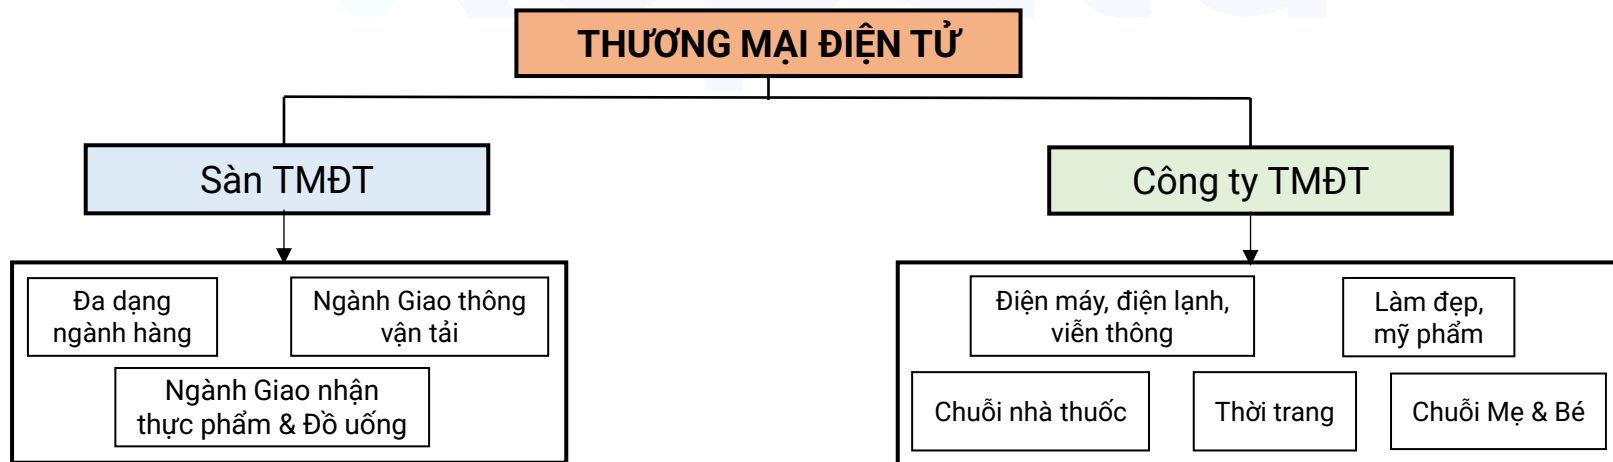 THƯƠNG MẠI ĐIỆN TỬ
Sàn TMĐT
Công ty TMĐT
Đa dạng
ngành hàng
Ngành Giao thông
vận tải
Ngành Giao nhận
thực phẩm & Đồ uống
Điện máy, điện lạnh,
viễn thông
Làm đẹp,
mỹ phẩm
Chuỗi nhà thuốc
Thời trang
Chuỗi Mẹ & Bé